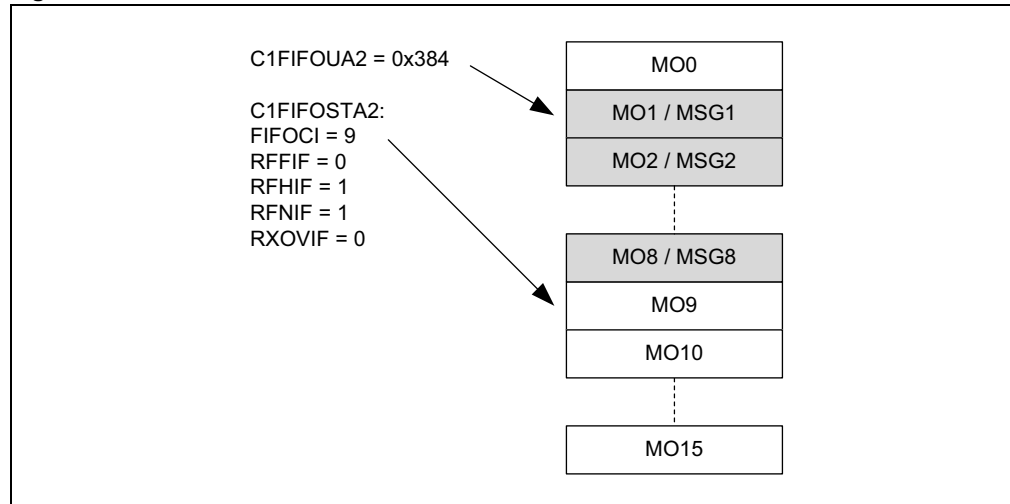 C1FIFOUA2 = 0x384
C1FIFOSTA2:
FIFOCI = 9
RFFIF = 0
RFHIF = 1
RFNIF = 1
RXOVIF = 0
MO0
MO1 / MSG1
MO2 / MSG2
MO8 / MSG8
MO9
MO10
MO15